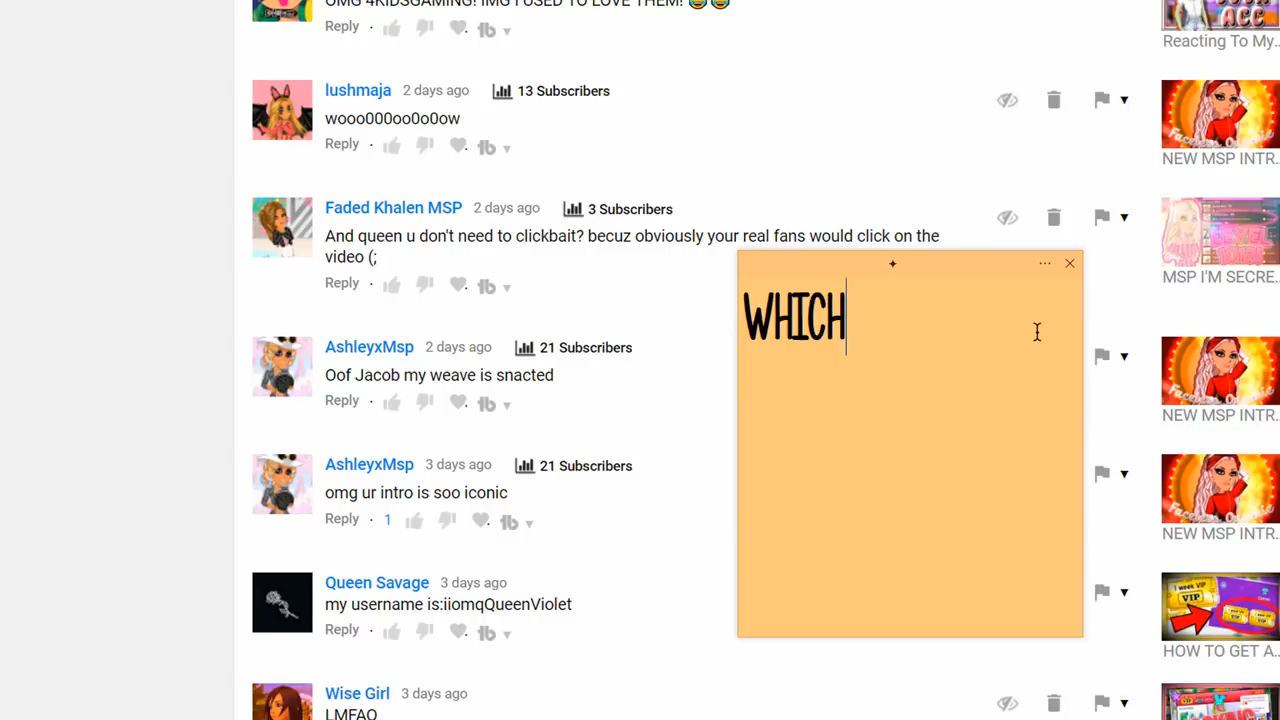 OMG 4KIDSGAMING! IMG I USED TO LOVE THEM! 😂😂
Reply ·
Reacting To My...
lushmaja 2 days ago 13 Subscribers
wooo000oo0o0ow
Reply ·
NEW MSP INTR...
Faded Khalen MSP 2 days ago 3 Subscribers
And queen u don't need to clickbait? becuz obviously your real fans would click on the
video (;
Reply ·
MSP I'M SECRE...
WHICH
AshleyxMsp 2 days ago 21 Subscribers
Oof Jacob my weave is snacted
Reply ·
NEW MSP INTR...
AshleyxMsp 3 days ago 21 Subscribers
omg ur intro is soo iconic
Reply · 1
NEW MSP INTR...
Queen Savage 3 days ago
my username is:iiomqQueenViolet
Reply ·
1 week VIP
VIP
HOW TO GET A...
Wise Girl 3 days ago
LMFAO